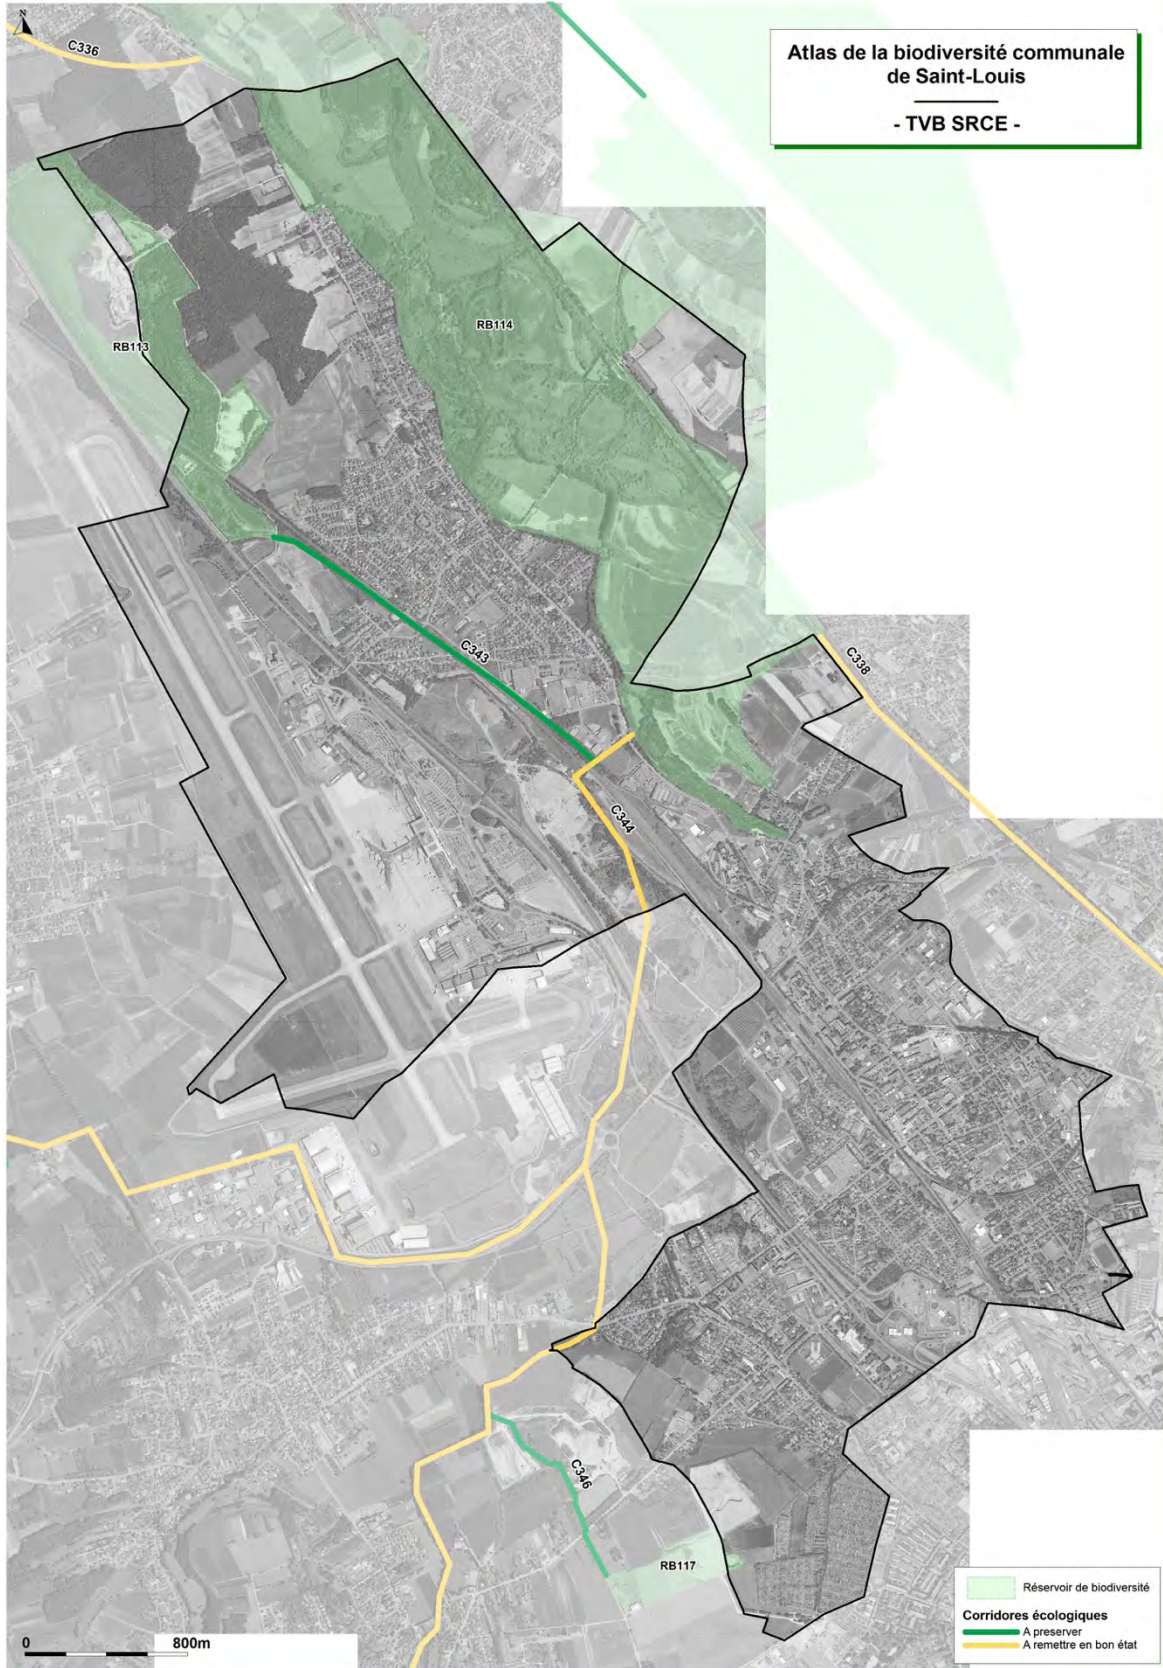 N
C336
Atlas de la biodiversité communale
de Saint-Louis
- TVB SRCE -
RB114
RB113
C343
C338
C344
C346
RB117
Réservoir de biodiversité
Corridores écologiques
A preserver
A remettre en bon état
0 800m